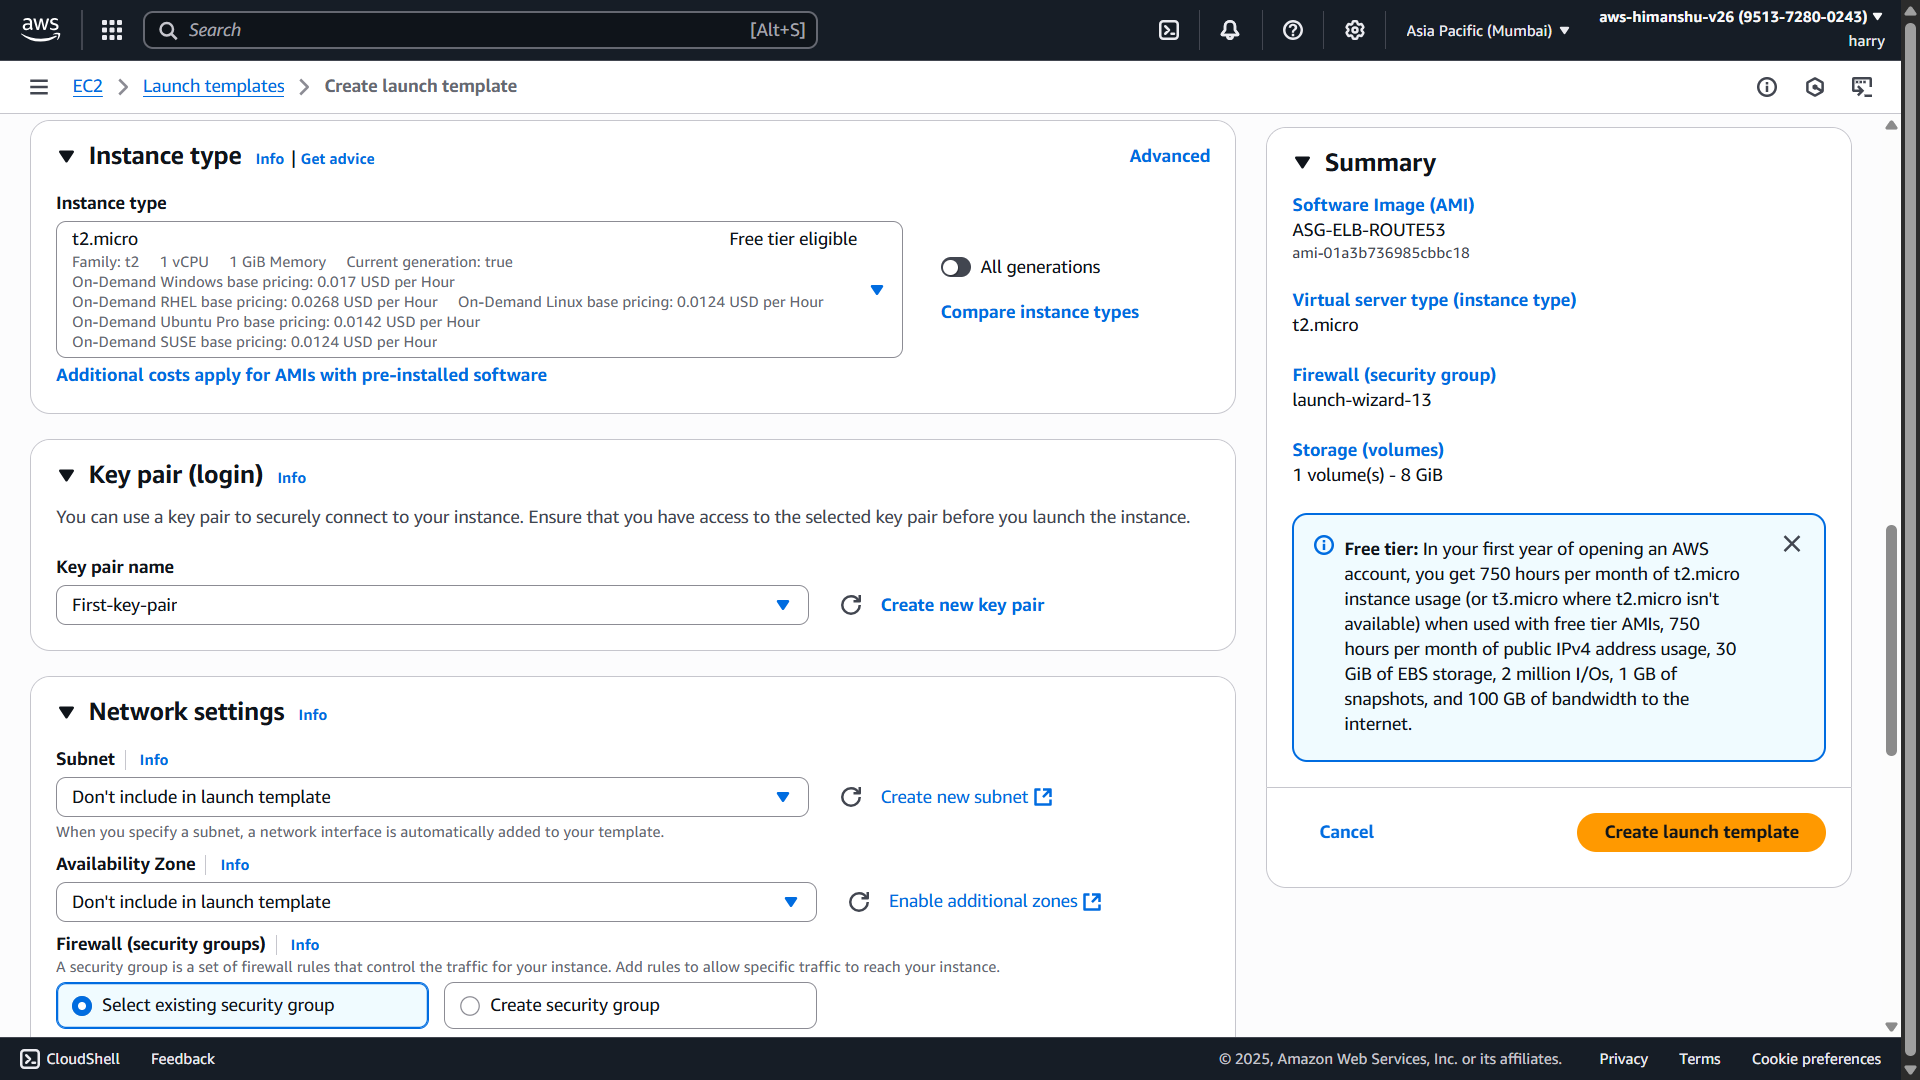 aws
Search [Alt+S]
Asia Pacific (Mumbai)
aws-himanshu-v26 (9513-7280-0243)
harry
EC2 Launch templates Create launch template
Instance type Info | Get advice
Advanced
Instance type
t2.micro Free tier eligible
Family: t2 1 vCPU 1 GiB Memory Current generation: true
On-Demand Windows base pricing: 0.017 USD per Hour
On-Demand RHEL base pricing: 0.0268 USD per Hour On-Demand Linux base pricing: 0.0124 USD per Hour
On-Demand Ubuntu Pro base pricing: 0.0142 USD per Hour
On-Demand SUSE base pricing: 0.0124 USD per Hour
All generations
Compare instance types
Additional costs apply for AMIs with pre-installed software
Key pair (login) Info
You can use a key pair to securely connect to your instance. Ensure that you have access to the selected key pair before you launch the instance.
Key pair name
First-key-pair
Create new key pair
Network settings Info
Subnet Info
Don't include in launch template
Create new subnet
When you specify a subnet, a network interface is automatically added to your template.
Availability Zone Info
Don't include in launch template
Enable additional zones
Firewall (security groups) Info
A security group is a set of firewall rules that control the traffic for your instance. Add rules to allow specific traffic to reach your instance.
Select existing security group
Create security group
Summary
Software Image (AMI)
ASG-ELB-ROUTE53
ami-01a3b736985cbbc18
Virtual server type (instance type)
t2.micro
Firewall (security group)
launch-wizard-13
Storage (volumes)
1 volume(s) - 8 GiB
Free tier: In your first year of opening an AWS
account, you get 750 hours per month of t2.micro
instance usage (or t3.micro where t2.micro isn't
available) when used with free tier AMIs, 750
hours per month of public IPv4 address usage, 30
GiB of EBS storage, 2 million I/Os, 1 GB of
snapshots, and 100 GB of bandwidth to the
internet.
Cancel
Create launch template
CloudShell Feedback
© 2025, Amazon Web Services, Inc. or its affiliates. Privacy Terms Cookie preferences